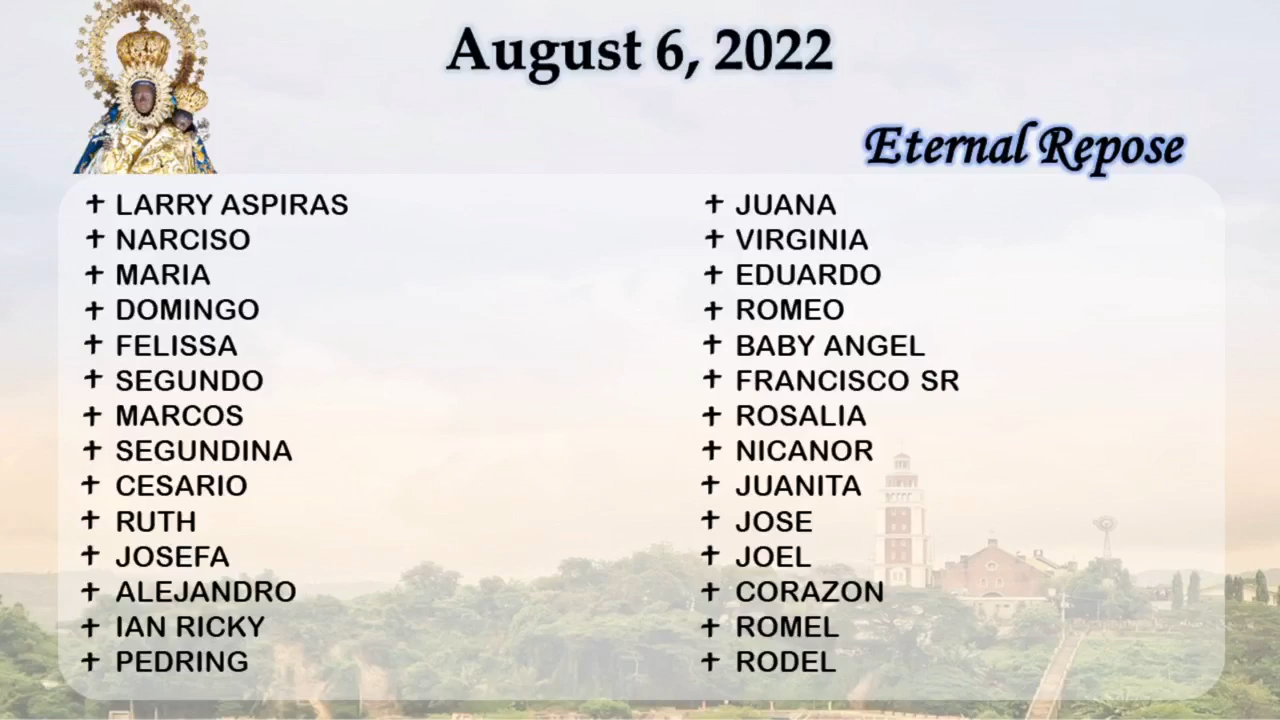 August 6, 2022
Eternal Repose
✝ LARRY ASPIRAS
✝ NARCISO
✝ MARIA
✝ DOMINGO
✝ FELISSA
✝ SEGUNDO
✝ MARCOS
✝ SEGUNDINA
✝ CESARIO
✝ RUTH
✝ JOSEFA
✝ ALEJANDRO
✝ IAN RICKY
✝ PEDRING
✝ JUANA
✝ VIRGINIA
✝ EDUARDO
✝ ROMEO
✝ BABY ANGEL
✝ FRANCISCO SR
✝ ROSALIA
✝ NICANOR
✝ JUANITA
✝ JOSE
✝ JOEL
✝ CORAZON
✝ ROMEL
✝ RODEL